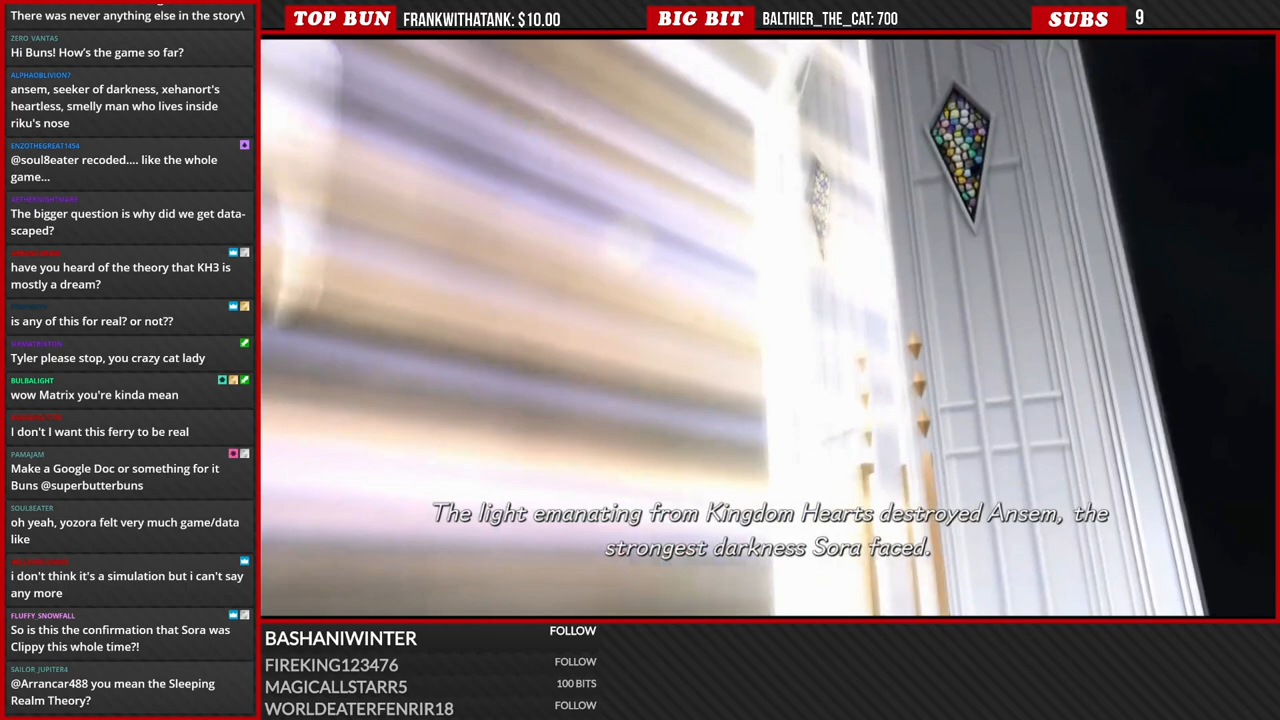 TOP BUN
FRANKWITHATANK: $10.00
BIG BIT
BALTHIER_THE_CAT: 700
SUBS
9
There was never anything else in the story\
ZERO_VANTAS
Hi Buns! How's the game so far?
ALPHAOBLIVION7
ansem, seeker of darkness, xehanort's
heartless, smelly man who lives inside
riku's nose
ENZOTHEGREAT1454
@soul8eater recoded.... like the whole
game...
The bigger question is why did we get data-
scaped?
have you heard of the theory that KH3 is
mostly a dream?
is any of this for real? or not??
Tyler please stop, you crazy cat lady
BULBALIGHT
wow Matrix you're kinda mean
I don't I want this ferry to be real
PAMAJAM
Make a Google Doc or something for it
Buns @superbutterbuns
SOUL8EATER
oh yeah, yozora felt very much game/data
like
i don't think it's a simulation but i can't say
any more
FLUFFY_SNOWFALL
So is this the confirmation that Sora was
Clippy this whole time?!
SAILOR_JUPITER4
@Arrancar488 you mean the Sleeping
Realm Theory?
The light emanating from Kingdom Hearts destroyed Ansem, the
strongest darkness Sora faced.
BASHANIWINTER FOLLOW
FIREKING123476 FOLLOW
MAGICALLSTARR5 100 BITS
WORLDEATERFENRIR18 FOLLOW